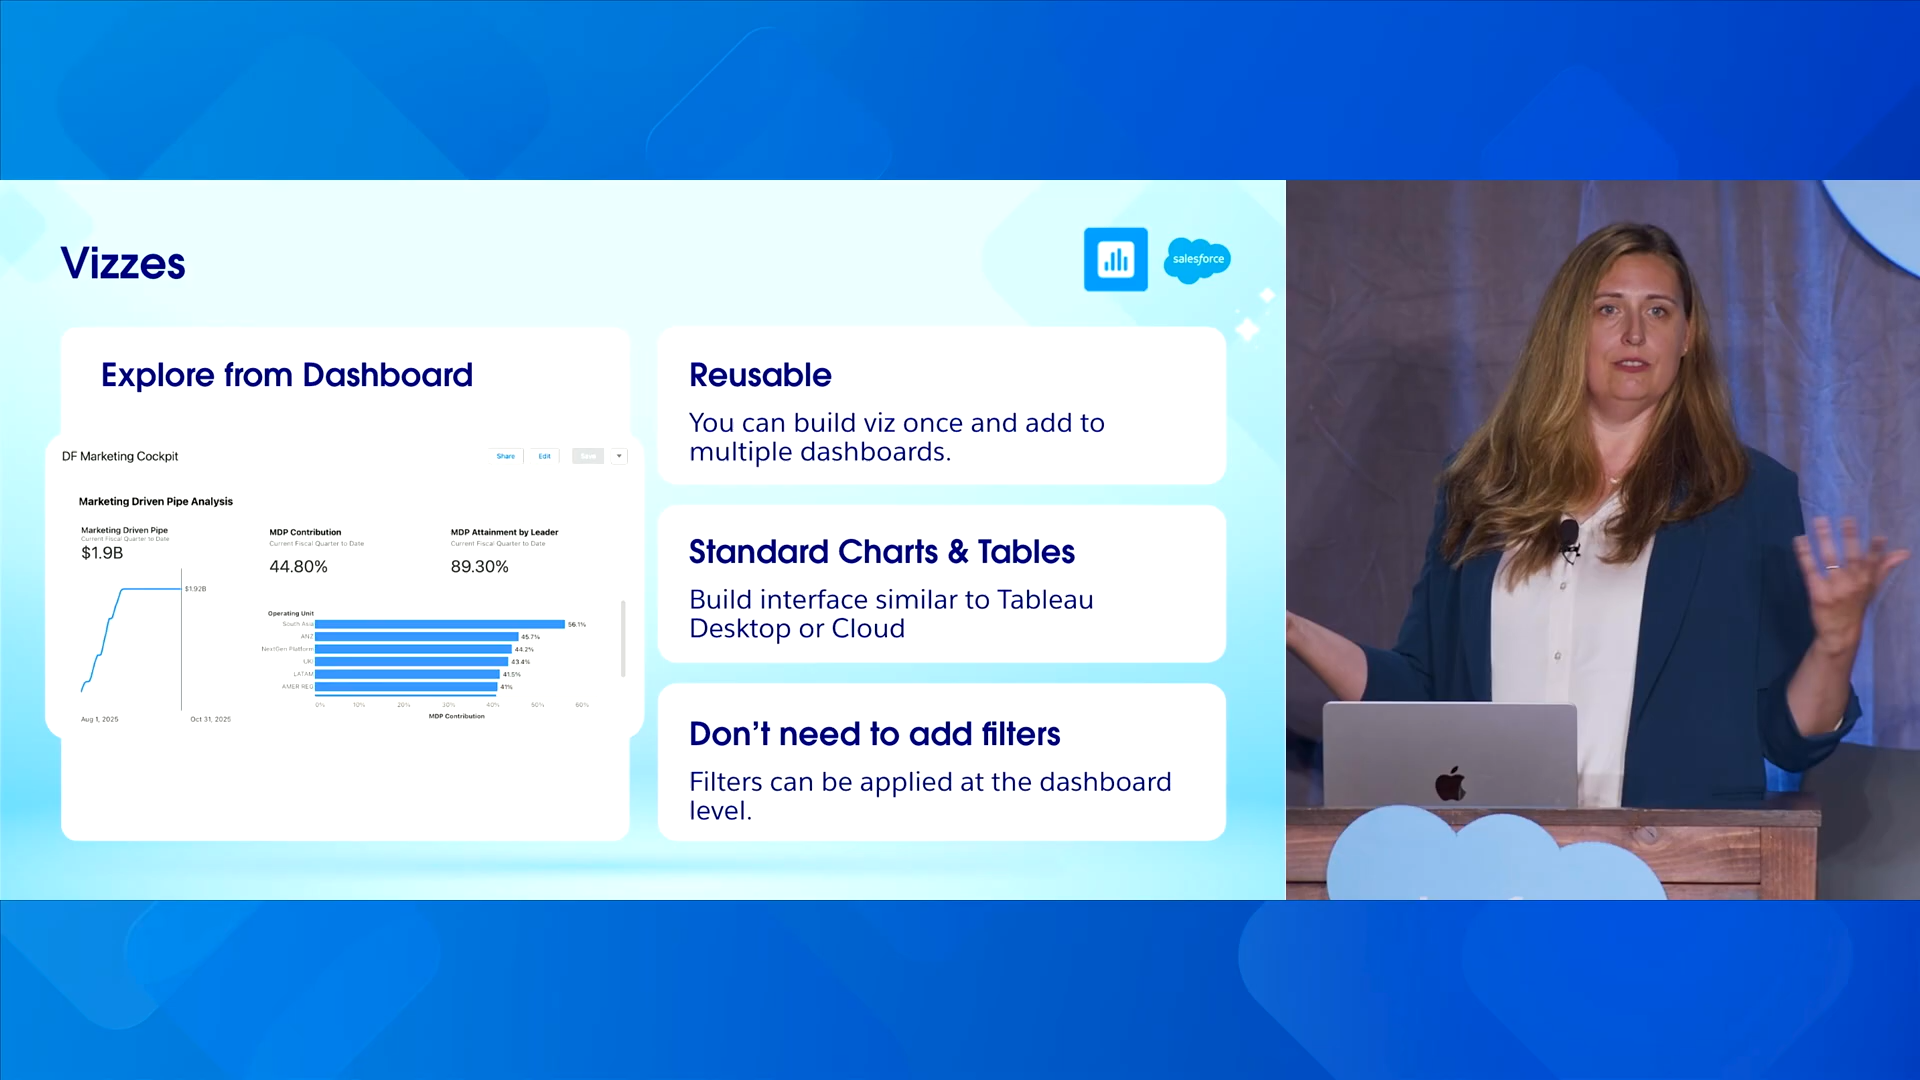 Vizzes
salesforce
Explore from Dashboard
DF Marketing Cockpit
Share
Edit
Save
Marketing Driven Pipe Analysis
Marketing Driven Pipe
Current Fiscal Quarter to Date
$1.9B
$1.92B
Aug 1, 2025
Oct 31, 2025
MDP Contribution
Current Fiscal Quarter to Date
44.80%
MDP Attainment by Leader
Current Fiscal Quarter to Date
89.30%
Operating Unit
South Asia 56.1%
ANZ 45.7%
NextGen Platform 44.2%
UKI 43.4%
LATAM 41.5%
AMER REG 41%
0% 10% 20% 30% 40% 50% 60%
MDP Contribution
Reusable
You can build viz once and add to
multiple dashboards.
Standard Charts & Tables
Build interface similar to Tableau
Desktop or Cloud
Don’t need to add filters
Filters can be applied at the dashboard
level.